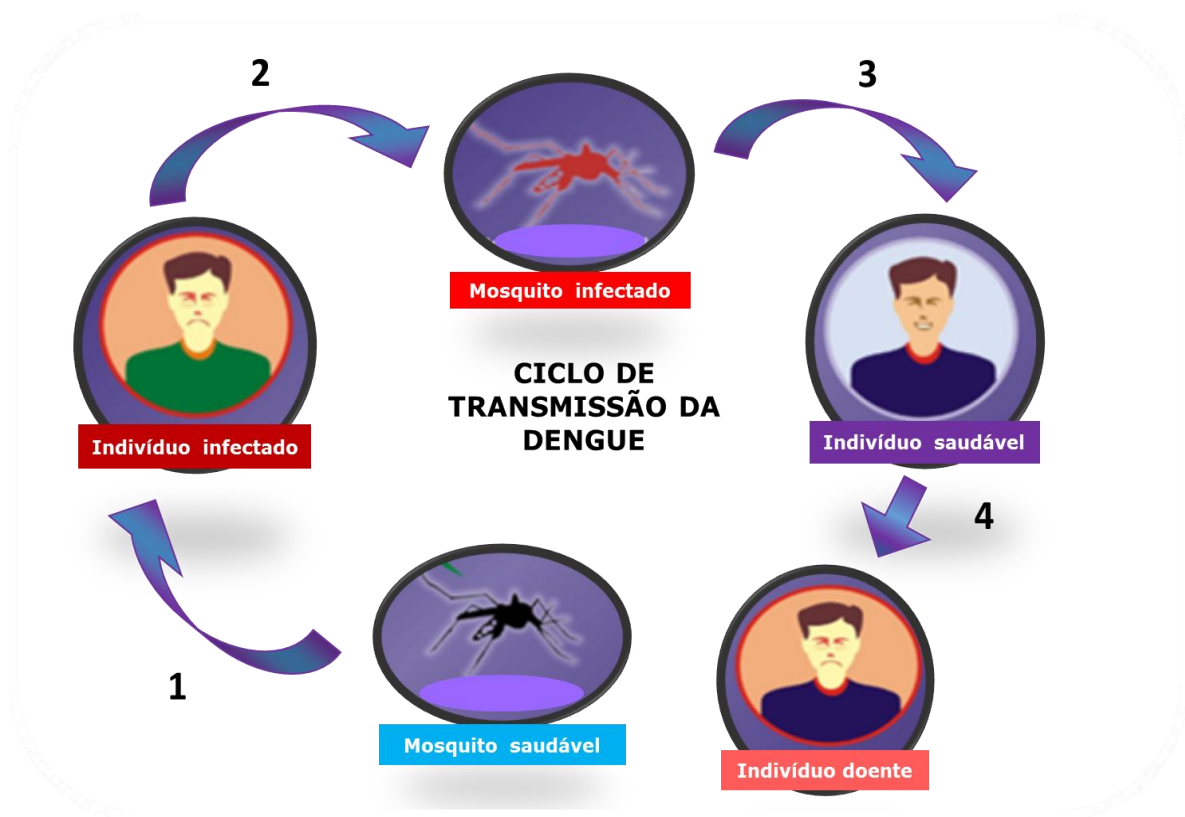 2
3
Mosquito infectado
CICLO DE
TRANSMISSÃO DA
DENGUE
Indivíduo infectado
Indivíduo saudável
4
1
Mosquito saudável
Indivíduo doente